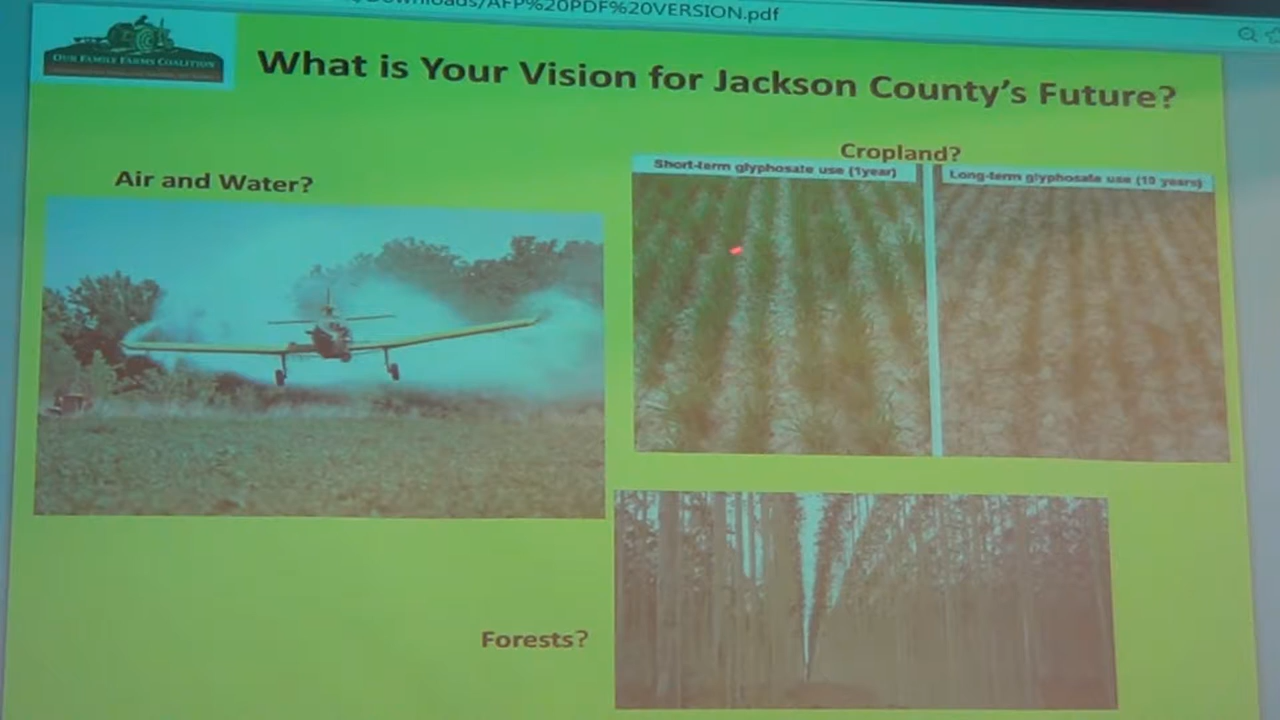 Downloads/AFP%20PDF%20VERSION.pdf
OUR FAMILY FARMS COALITION
What is Your Vision for Jackson County's Future?
Cropland?
Air and Water?
Short-term glyphosate use (1year)
Long-term glyphosate use (10 years)
Forests?